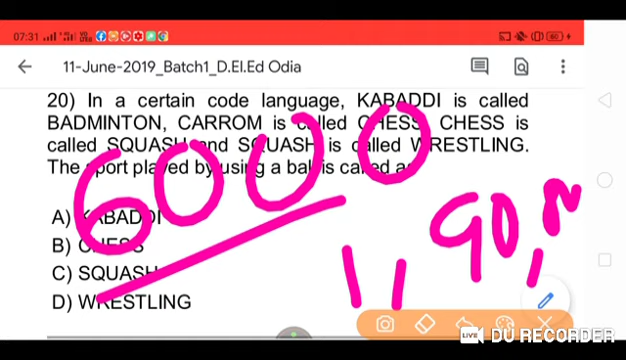 07:31
60
11-June-2019_Batch1_D.El.Ed Odia
20) In a certain code language, KABADDI is called
BADMINTON, CARROM is called CHESS, CHESS is
called SQUASH and SQUASH is called WRESTLING.
The sport played by using a ball is called as
A) KABADDI
B) CHESS
C) SQUASH
D) WRESTLING
6000
90,
LIVE DU RECORDER